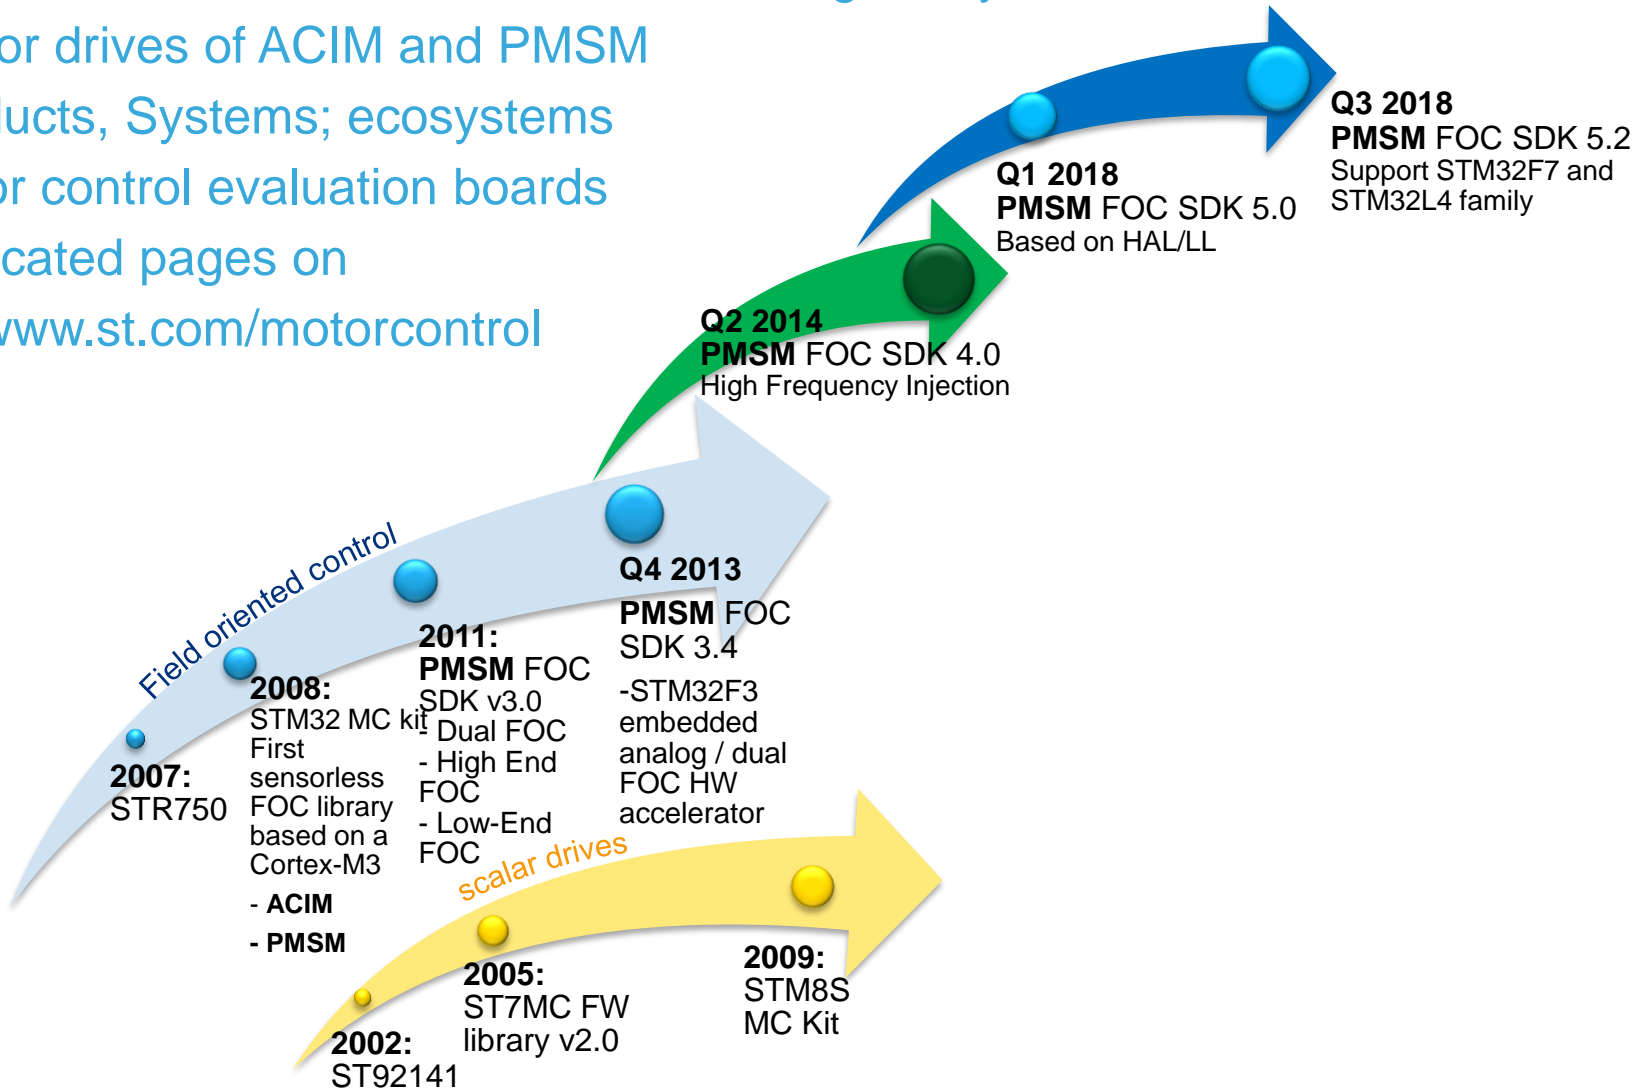 or drives of ACIM and PMSM
ucts, Systems; ecosystems
or control evaluation boards
cated pages on
www.st.com/motorcontrol
Q3 2018
PMSM FOC SDK 5.2
Support STM32F7 and
STM32L4 family
Q1 2018
PMSM FOC SDK 5.0
Based on HAL/LL
Q2 2014
PMSM FOC SDK 4.0
High Frequency Injection
Field oriented control
Q4 2013
PMSM FOC
SDK 3.4
-STM32F3
embedded
analog / dual
FOC HW
accelerator
2011:
PMSM FOC
SDK v3.0
- Dual FOC
- High End
FOC
- Low-End
FOC
2008:
STM32 MC kit
First
sensorless
FOC library
based on a
Cortex-M3
- ACIM
- PMSM
2007:
STR750
scalar drives
2009:
STM8S
MC Kit
2005:
ST7MC FW
library v2.0
2002:
ST92141